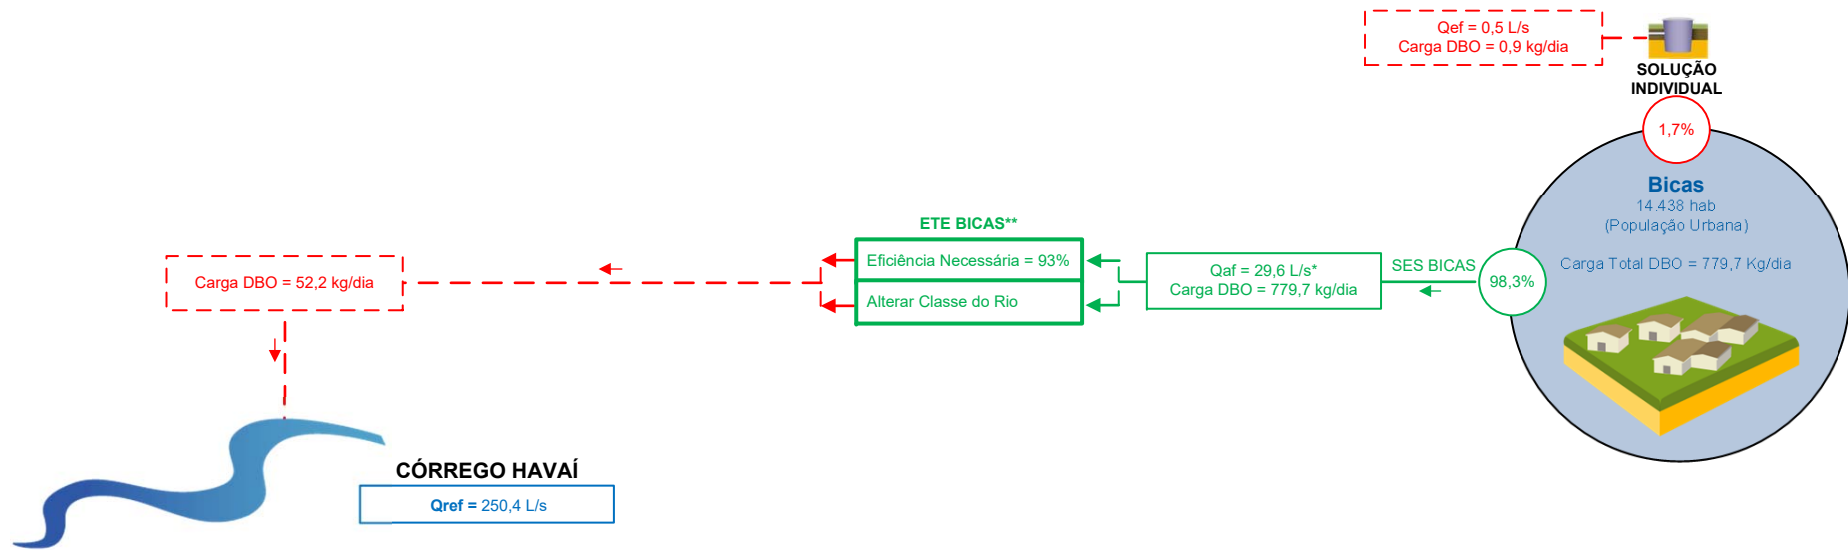 Qef = 0,5 L/s
Carga DBO = 0,9 kg/dia
SOLUÇÃO
INDIVIDUAL
1,7%
Bicas
14.438 hab
(População Urbana)
Carga Total DBO = 779,7 Kg/dia
98,3%
SES BICAS
Qaf = 29,6 L/s*
Carga DBO = 779,7 kg/dia
ETE BICAS**
Eficiência Necessária = 93%
Alterar Classe do Rio
Carga DBO = 52,2 kg/dia
CÓRREGO HAVAÍ
Qref = 250,4 L/s